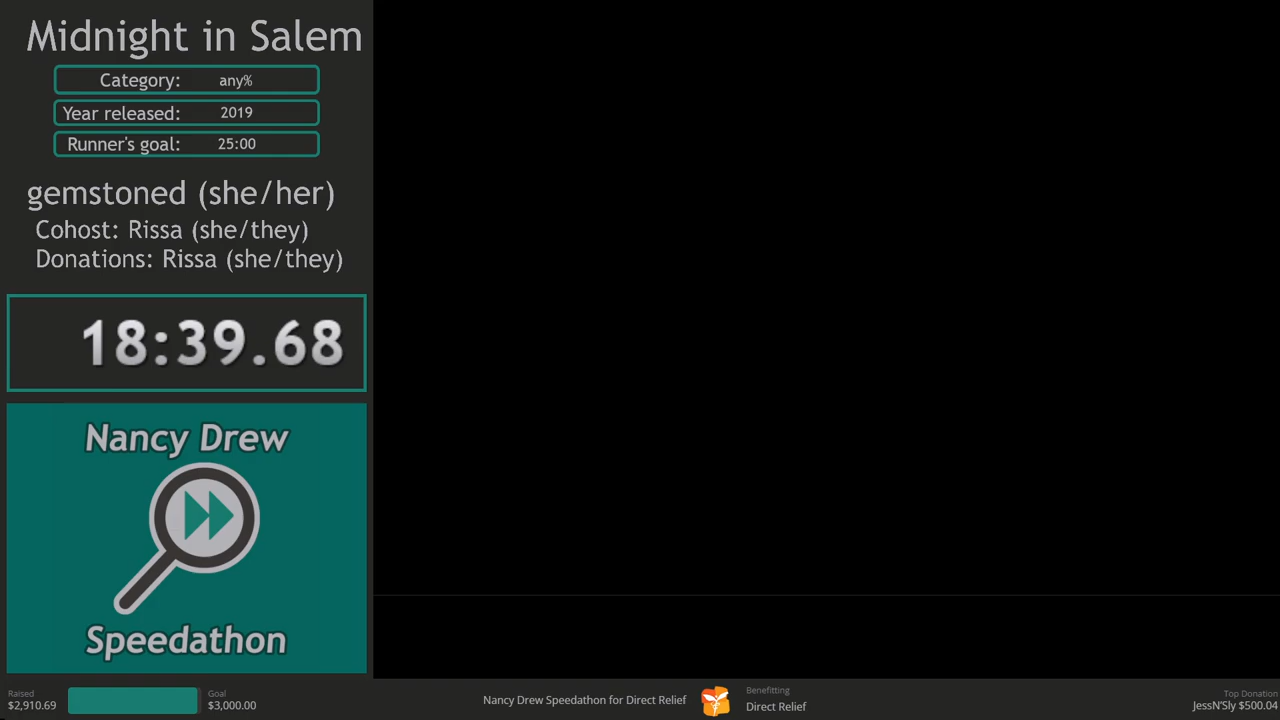 Midnight in Salem
Category: any%
Year released: 2019
Runner's goal: 25:00
gemstoned (she/her)
Cohost: Rissa (she/they)
Donations: Rissa (she/they)
18:39.68
Nancy Drew
Speedathon
Raised
$2,910.69
Goal
$3,000.00
Nancy Drew Speedathon for Direct Relief
Benefitting
Direct Relief
Top Donation
JessN'Sly $500.04